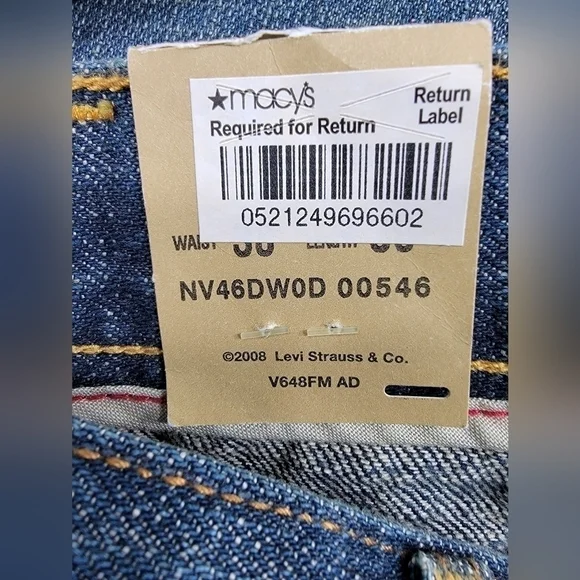 ★macy's Return
Required for Return Label
0521249696602
WAIST LENGTH
NV46DW0D 00546
©2008 Levi Strauss & Co.
V648FM AD